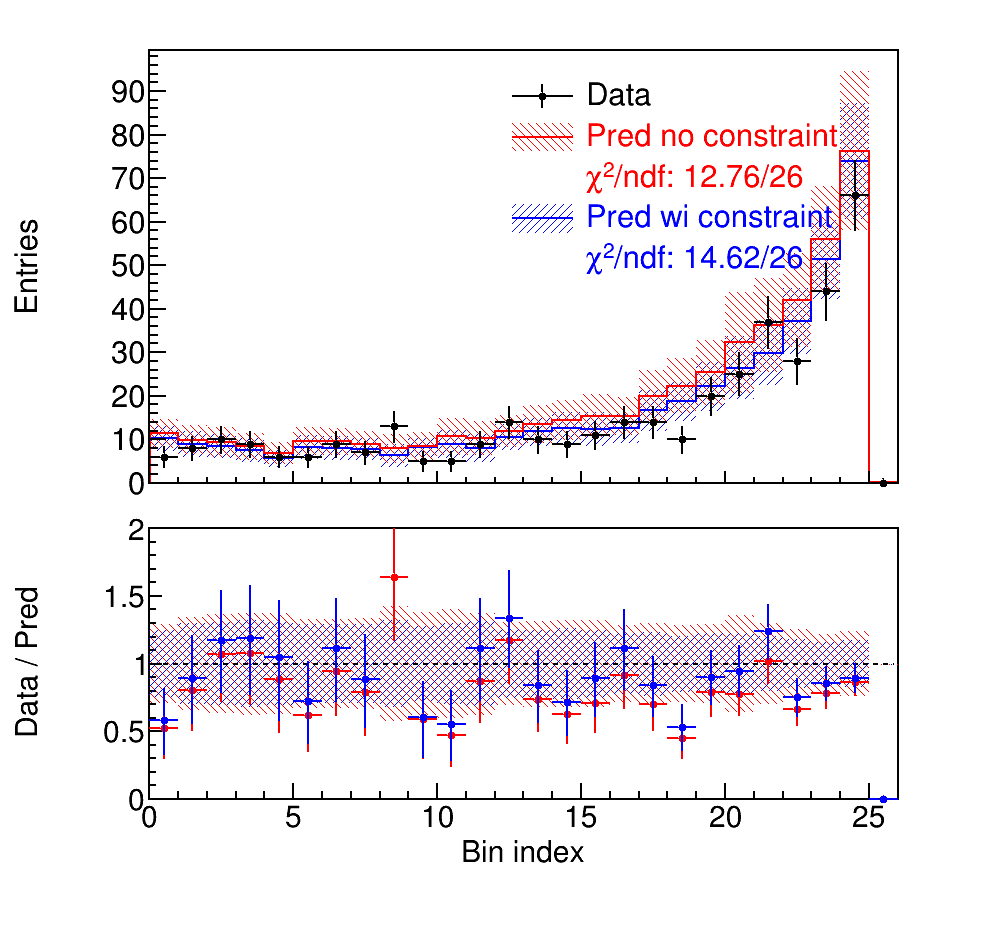 Entries
90
80
70
60
50
40
30
20
10
0
Data
Pred no constraint
χ²/ndf: 12.76/26
Pred wi constraint
χ²/ndf: 14.62/26
Data / Pred
2
1.5
1
0.5
0
0 5 10 15 20 25
Bin index